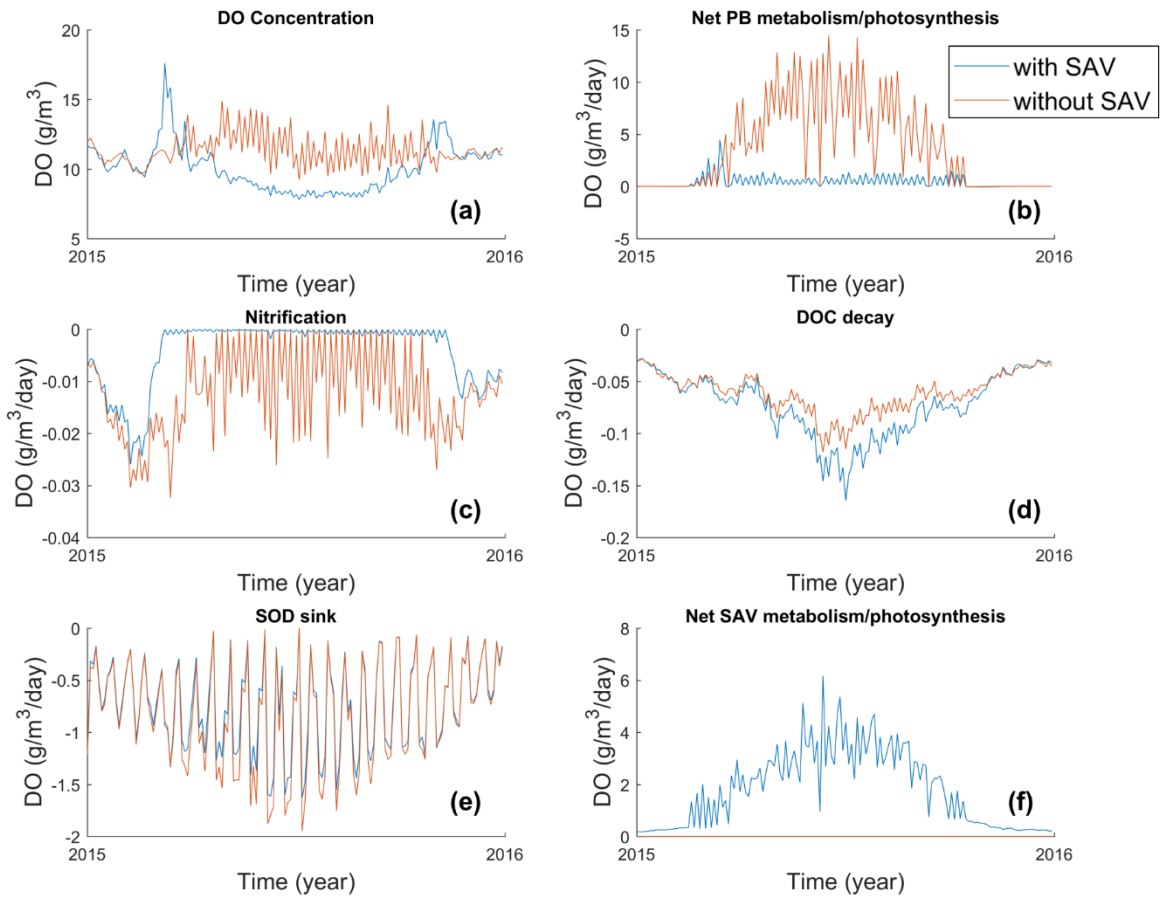 DO Concentration
20
15
10
5
DO (g/m³)
(a)
2015
2016
Time (year)
Net PB metabolism/photosynthesis
15
10
5
0
-5
DO (g/m³/day)
with SAV
without SAV
(b)
2015
2016
Time (year)
Nitrification
0
-0.01
-0.02
-0.03
-0.04
DO (g/m³/day)
(c)
2015
2016
Time (year)
DOC decay
0
-0.05
-0.1
-0.15
-0.2
DO (g/m³/day)
(d)
2015
2016
Time (year)
SOD sink
0
-0.5
-1
-1.5
-2
DO (g/m³/day)
(e)
2015
2016
Time (year)
Net SAV metabolism/photosynthesis
8
6
4
2
0
DO (g/m³/day)
(f)
2015
2016
Time (year)